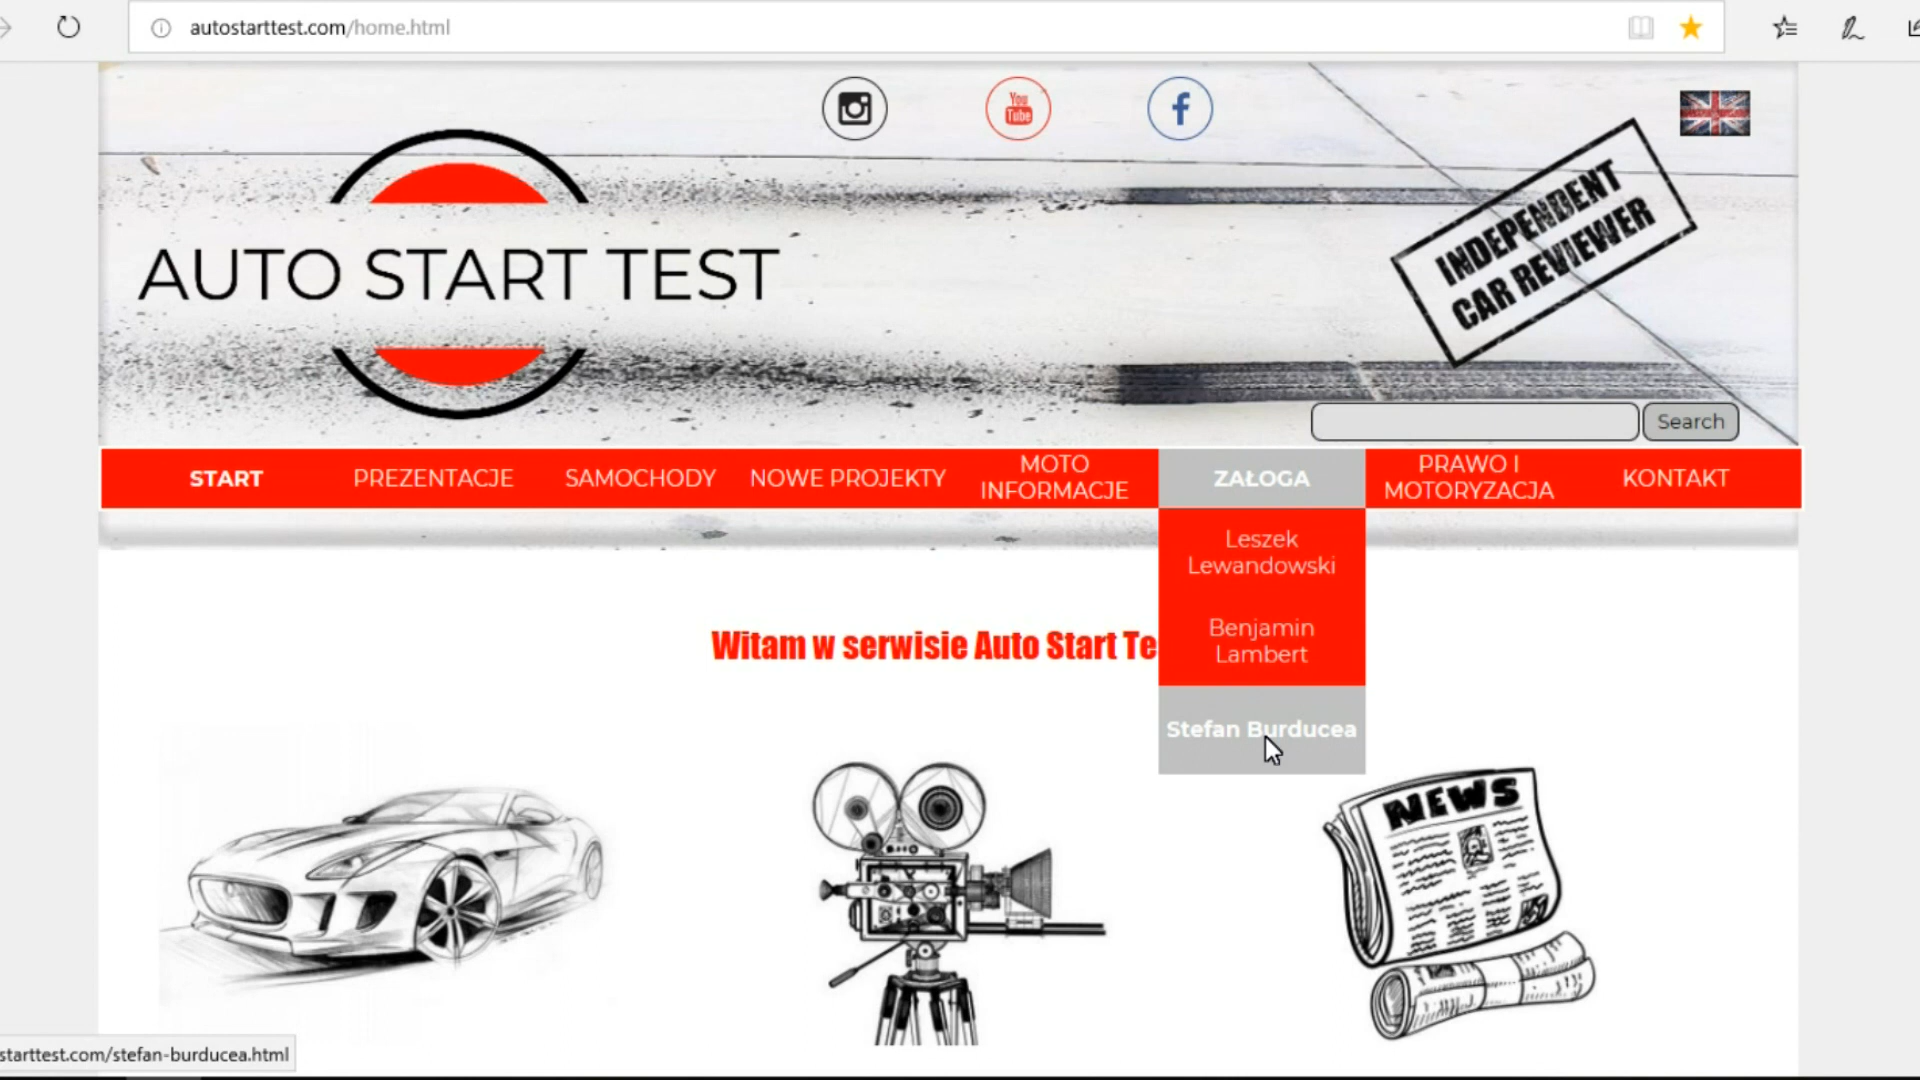 autostarttest.com/home.html
You
Tube
INDEPENDENT
CAR REVIEWER
AUTO START TEST
Search
START
PREZENTACJE
SAMOCHODY
NOWE PROJEKTY
MOTO
INFORMACJE
ZAŁOGA
PRAWO I
MOTORYZACJA
KONTAKT
Leszek
Lewandowski
Benjamin
Lambert
Stefan Burducea
Witam w serwisie Auto Start Te
NEWS
starttest.com/stefan-burducea.html